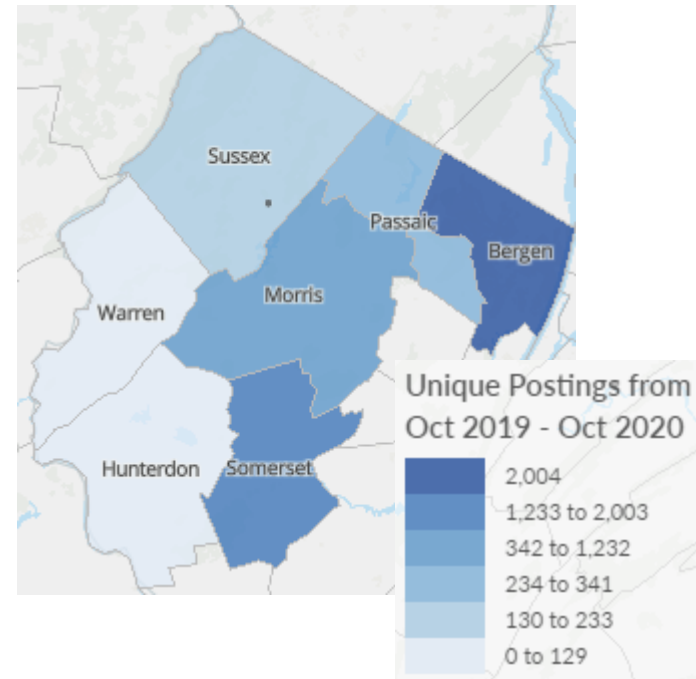 Sussex
Passaic
Bergen
Morris
Warren
Hunterdon
Somerset
Unique Postings from
Oct 2019 - Oct 2020
2,004
1,233 to 2,003
342 to 1,232
234 to 341
130 to 233
0 to 129